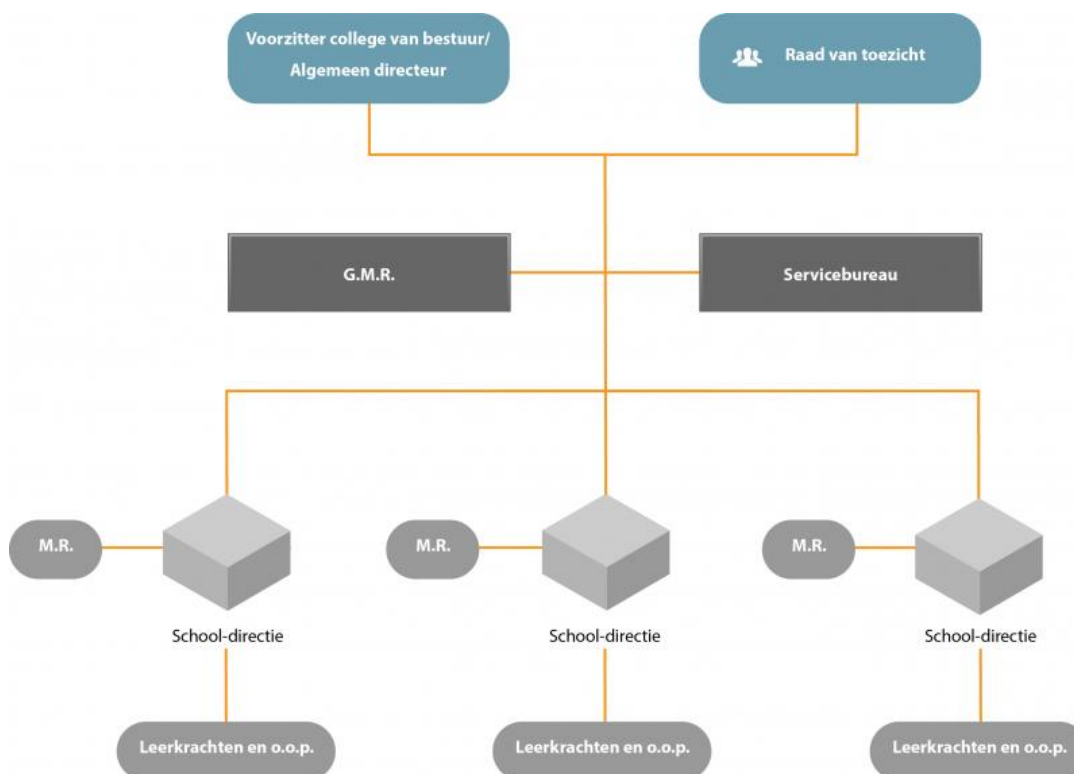 Voorzitter college van bestuur/
Algemeen directeur
Raad van toezicht
G.M.R.
Servicebureau
M.R.
M.R.
M.R.
School-directie
School-directie
School-directie
Leerkrachten en o.o.p.
Leerkrachten en o.o.p.
Leerkrachten en o.o.p.